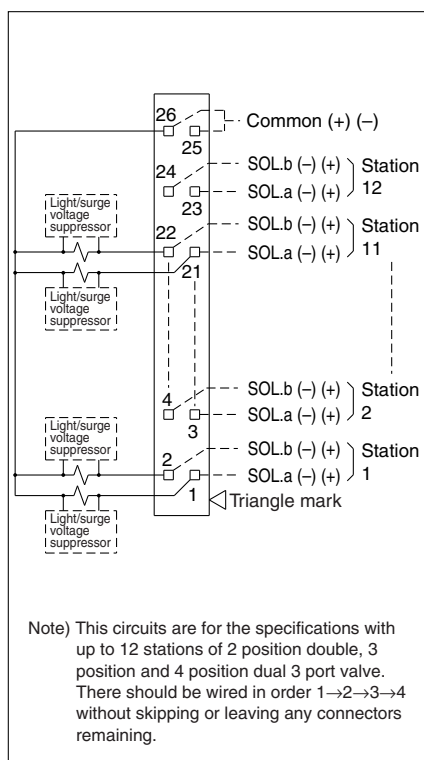 26
Common (+) (–)
25
24
SOL.b (–) (+)
Station
12
SOL.a (–) (+)
23
Light/surge
voltage
suppressor
22
SOL.b (–) (+)
Station
11
SOL.a (–) (+)
21
Light/surge
voltage
suppressor
4
SOL.b (–) (+)
Station
2
SOL.a (–) (+)
3
Light/surge
voltage
suppressor
2
SOL.b (–) (+)
Station
1
SOL.a (–) (+)
1
Triangle mark
Light/surge
voltage
suppressor
Note) This circuits are for the specifications with
up to 12 stations of 2 position double, 3
position and 4 position dual 3 port valve.
There should be wired in order 1→2→3→4
without skipping or leaving any connectors
remaining.